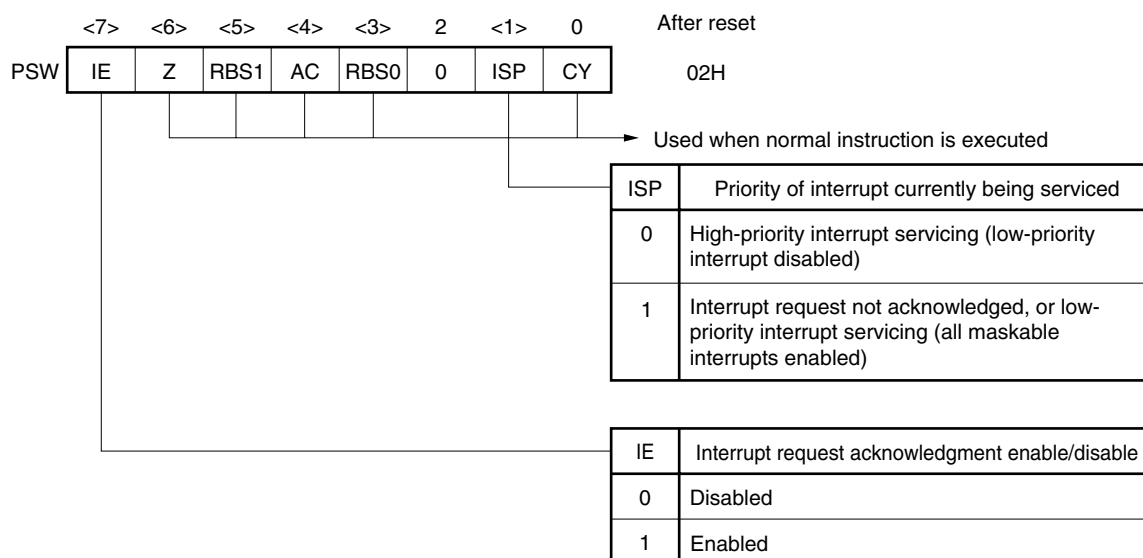 <7> <6> <5> <4> <3> 2 <1> 0 After reset
PSW IE Z RBS1 AC RBS0 0 ISP CY 02H
Used when normal instruction is executed
ISP Priority of interrupt currently being serviced
0 High-priority interrupt servicing (low-priority
interrupt disabled)
1 Interrupt request not acknowledged, or low-
priority interrupt servicing (all maskable
interrupts enabled)
IE Interrupt request acknowledgment enable/disable
0 Disabled
1 Enabled